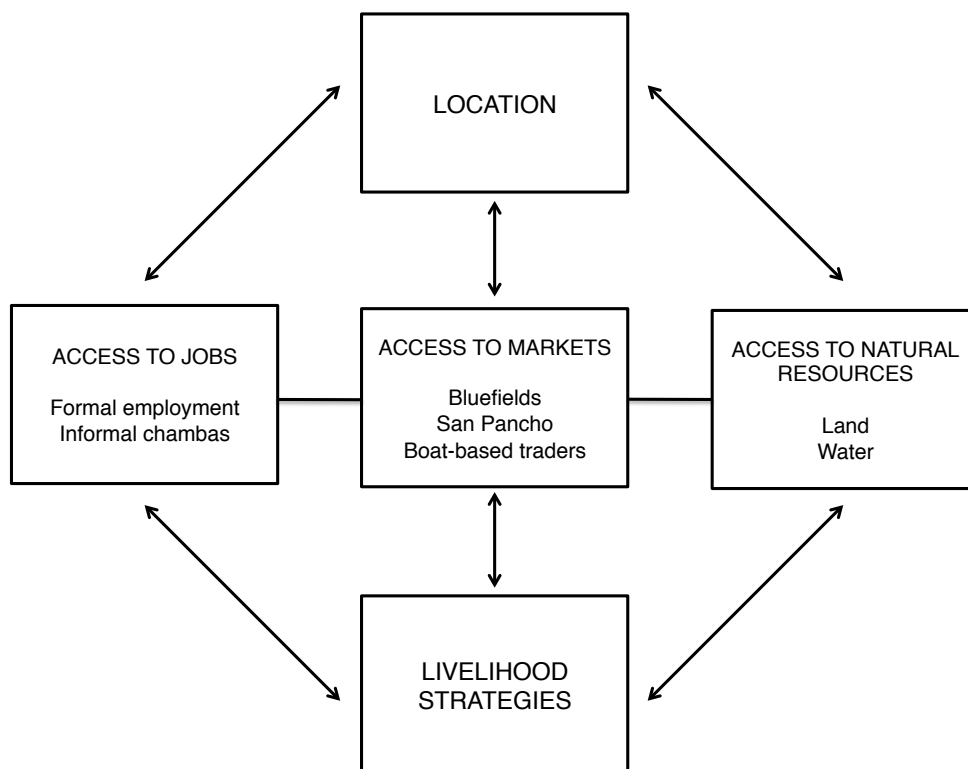 LOCATION
ACCESS TO JOBS
Formal employment
Informal chambas
ACCESS TO MARKETS
Bluefields
San Pancho
Boat-based traders
ACCESS TO NATURAL
RESOURCES
Land
Water
LIVELIHOOD
STRATEGIES